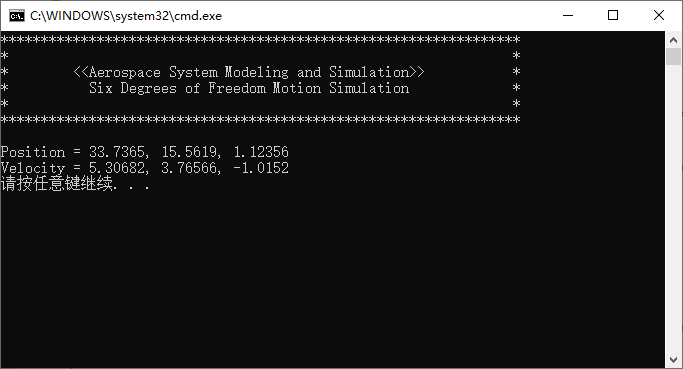 C:\WINDOWS\system32\cmd.exe
*****************************************************************
*                                                               *
*        <<Aerospace System Modeling and Simulation>>           *
*          Six Degrees of Freedom Motion Simulation             *
*                                                               *
*****************************************************************
Position = 33.7365, 15.5619, 1.12356
Velocity = 5.30682, 3.76566, -1.0152
请按任意键继续. . .